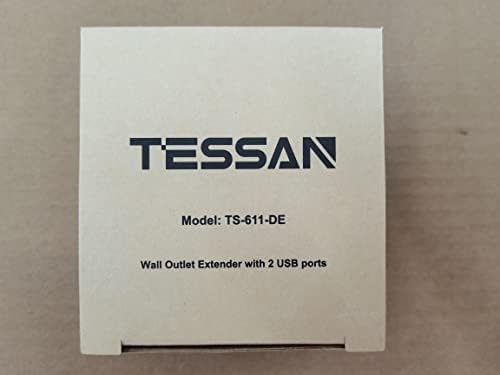 TESSAN
Model: TS-611-DE
Wall Outlet Extender with 2 USB ports